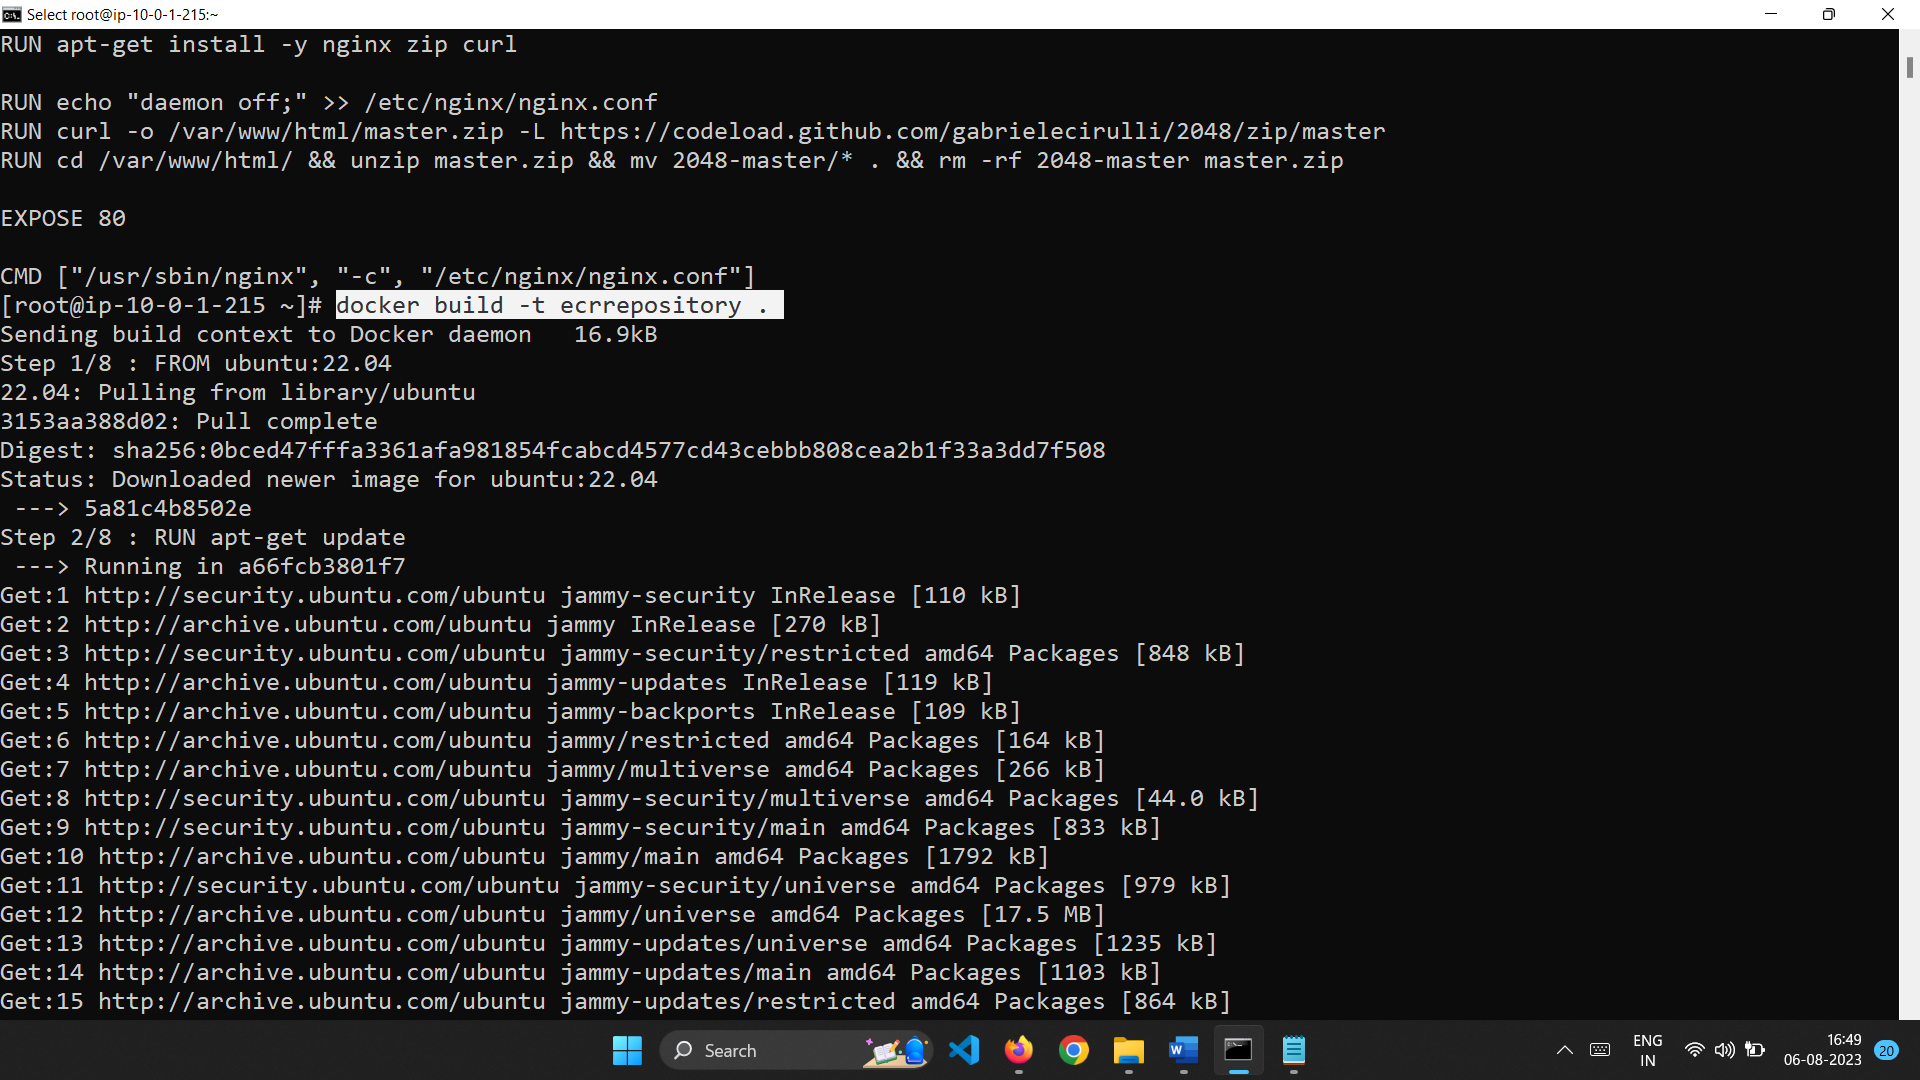 Select root@ip-10-0-1-215:~
RUN apt-get install -y nginx zip curl
RUN echo "daemon off;" >> /etc/nginx/nginx.conf
RUN curl -o /var/www/html/master.zip -L https://codeload.github.com/gabrielecirulli/2048/zip/master
RUN cd /var/www/html/ && unzip master.zip && mv 2048-master/* . && rm -rf 2048-master master.zip
EXPOSE 80
CMD ["/usr/sbin/nginx", "-c", "/etc/nginx/nginx.conf"]
[root@ip-10-0-1-215 ~]# docker build -t ecrrepository .
Sending build context to Docker daemon   16.9kB
Step 1/8 : FROM ubuntu:22.04
22.04: Pulling from library/ubuntu
3153aa388d02: Pull complete
Digest: sha256:0bced47fffa3361afa981854fcabcd4577cd43cebbb808cea2b1f33a3dd7f508
Status: Downloaded newer image for ubuntu:22.04
 ---> 5a81c4b8502e
Step 2/8 : RUN apt-get update
 ---> Running in a66fcb3801f7
Get:1 http://security.ubuntu.com/ubuntu jammy-security InRelease [110 kB]
Get:2 http://archive.ubuntu.com/ubuntu jammy InRelease [270 kB]
Get:3 http://security.ubuntu.com/ubuntu jammy-security/restricted amd64 Packages [848 kB]
Get:4 http://archive.ubuntu.com/ubuntu jammy-updates InRelease [119 kB]
Get:5 http://archive.ubuntu.com/ubuntu jammy-backports InRelease [109 kB]
Get:6 http://archive.ubuntu.com/ubuntu jammy/restricted amd64 Packages [164 kB]
Get:7 http://archive.ubuntu.com/ubuntu jammy/multiverse amd64 Packages [266 kB]
Get:8 http://security.ubuntu.com/ubuntu jammy-security/multiverse amd64 Packages [44.0 kB]
Get:9 http://security.ubuntu.com/ubuntu jammy-security/main amd64 Packages [833 kB]
Get:10 http://archive.ubuntu.com/ubuntu jammy/main amd64 Packages [1792 kB]
Get:11 http://security.ubuntu.com/ubuntu jammy-security/universe amd64 Packages [979 kB]
Get:12 http://archive.ubuntu.com/ubuntu jammy/universe amd64 Packages [17.5 MB]
Get:13 http://archive.ubuntu.com/ubuntu jammy-updates/universe amd64 Packages [1235 kB]
Get:14 http://archive.ubuntu.com/ubuntu jammy-updates/main amd64 Packages [1103 kB]
Get:15 http://archive.ubuntu.com/ubuntu jammy-updates/restricted amd64 Packages [864 kB]
Search
ENG
IN
16:49
06-08-2023
20